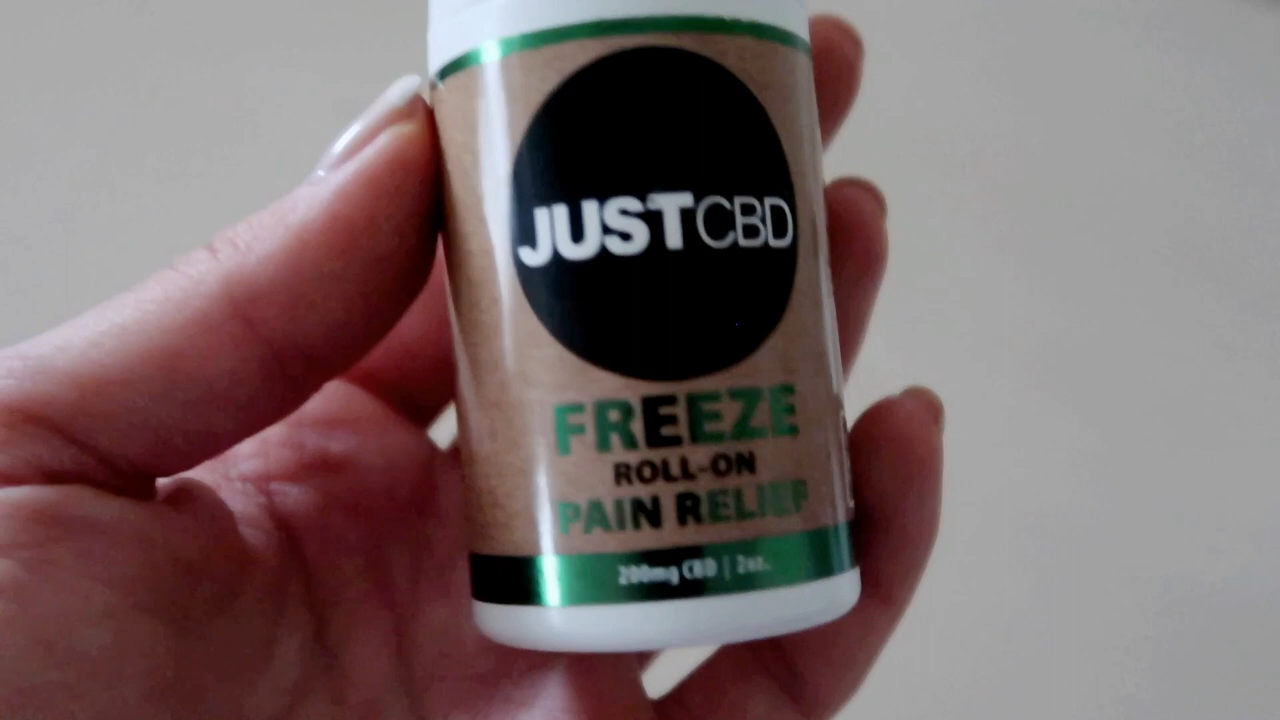 JUSTCBD
FREEZE
ROLL-ON
PAIN RELIEF
200mg CBD | 2oz.